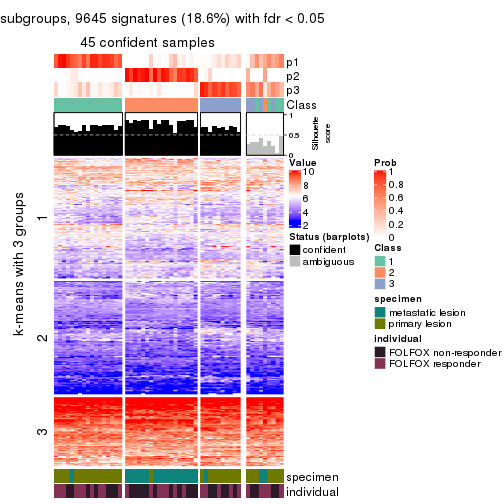 subgroups, 9645 signatures (18.6%) with fdr < 0.05
45 confident samples
p1
p2
p3
Class
1
0.5
0
Silhouette
score
k-means with 3 groups
1
2
3
specimen
individual
Value
10
8
6
4
2
Status (barplots)
confident
ambiguous
Prob
1
0.8
0.6
0.4
0.2
0
Class
1
2
3
specimen
metastatic lesion
primary lesion
individual
FOLFOX non-responder
FOLFOX responder